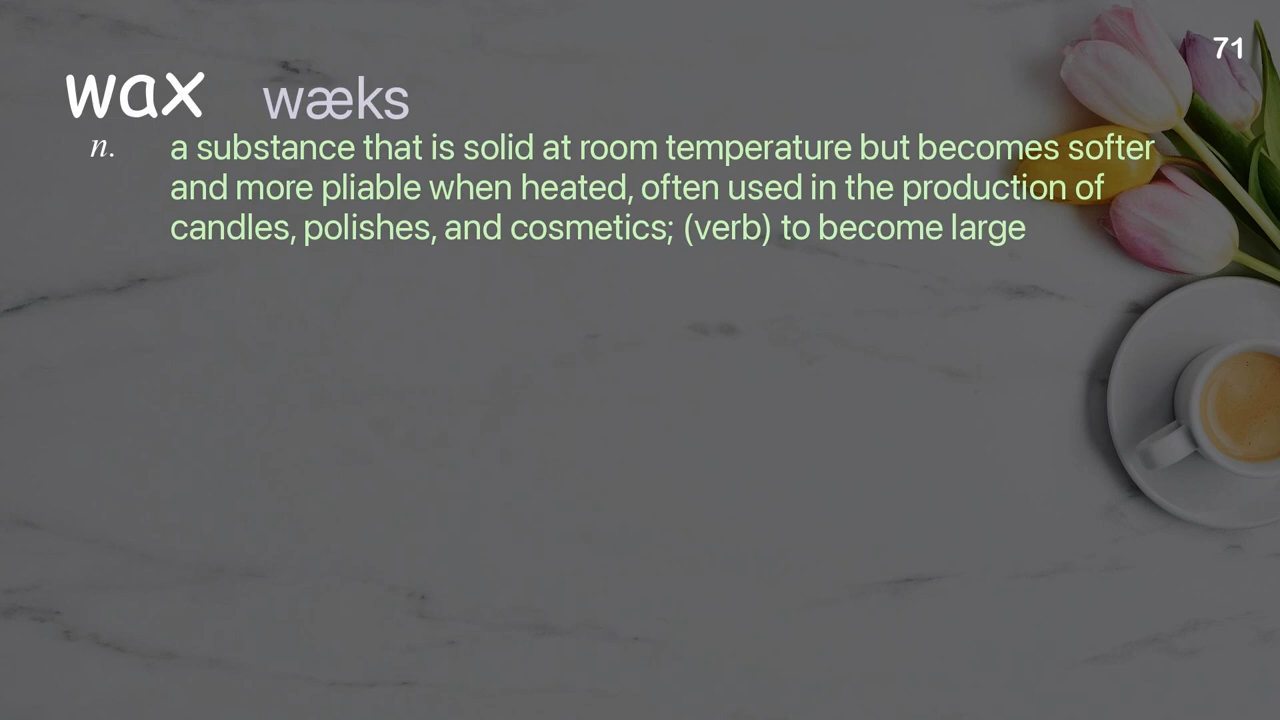 71
wax wæks
n. a substance that is solid at room temperature but becomes softer
and more pliable when heated, often used in the production of
candles, polishes, and cosmetics; (verb) to become large